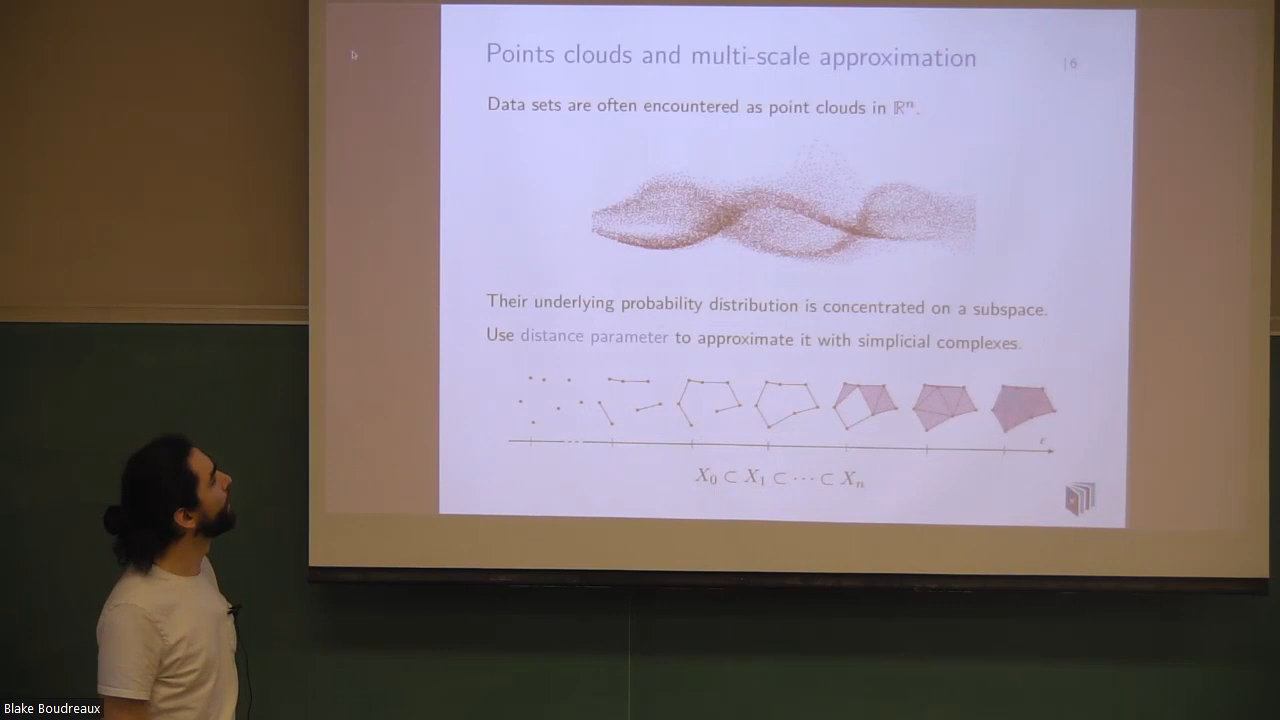 Points clouds and multi-scale approximation
| 6
Data sets are often encountered as point clouds in ℝⁿ.
Their underlying probability distribution is concentrated on a subspace.
Use distance parameter to approximate it with simplicial complexes.
ε
X₀ ⊂ X₁ ⊂ ⋯ ⊂ Xₙ
Blake Boudreaux